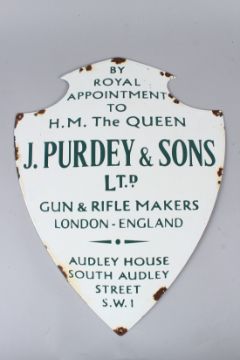 BY
ROYAL
APPOINTMENT
TO
H.M. The QUEEN
J. PURDEY & SONS
LTD
GUN & RIFLE MAKERS
LONDON - ENGLAND
AUDLEY HOUSE
SOUTH AUDLEY
STREET
S.W.1